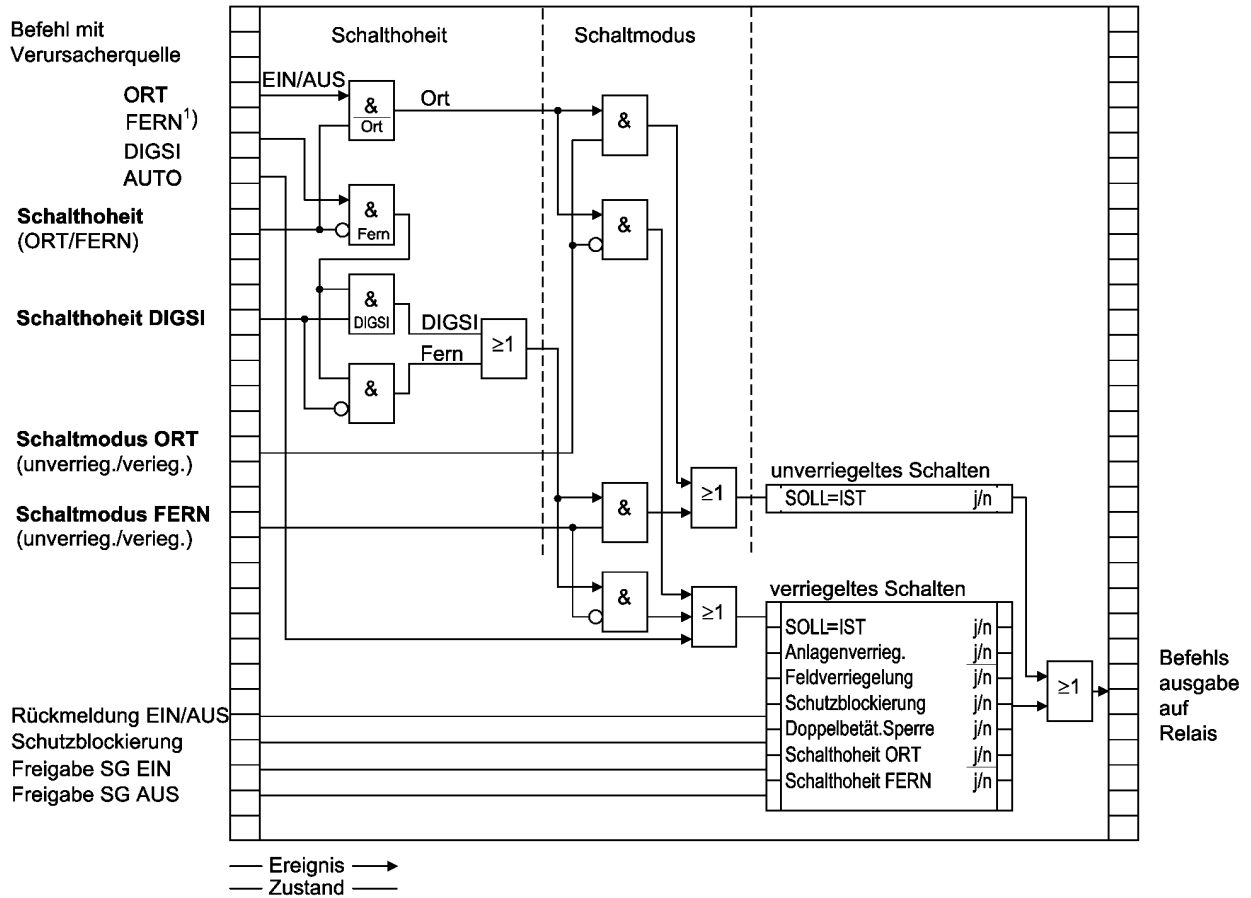 Befehl mit
Verursacherquelle
Schalthoheit
Schaltmodus
EIN/AUS
ORT
FERN¹)
DIGSI
AUTO
&
Ort
Ort
&
&
Fern
&
Schalthoheit
(ORT/FERN)
Schalthoheit DIGSI
&
DIGSI
DIGSI
Fern
≥1
&
Schaltmodus ORT
(unverrieg./verieg.)
Schaltmodus FERN
(unverrieg./verieg.)
&
≥1
unverriegeltes Schalten
SOLL=IST j/n
&
≥1
verriegeltes Schalten
SOLL=IST j/n
Anlagenverrieg. j/n
Feldverriegelung j/n
Schutzblockierung j/n
Doppelbetät.Sperre j/n
Schalthoheit ORT j/n
Schalthoheit FERN j/n
≥1
Befehls
ausgabe
auf
Relais
Rückmeldung EIN/AUS
Schutzblockierung
Freigabe SG EIN
Freigabe SG AUS
Ereignis
Zustand